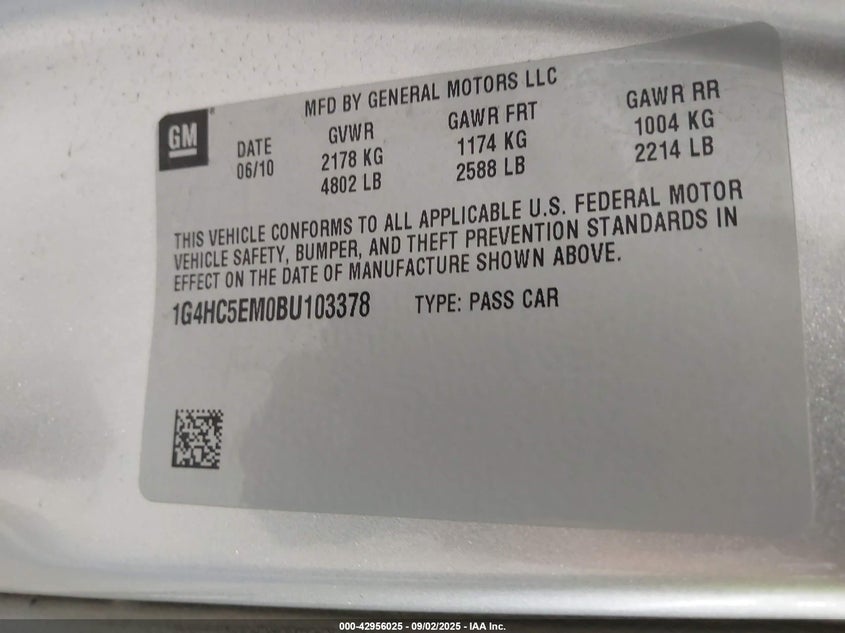 MFD BY GENERAL MOTORS LLC
GM®
DATE GVWR GAWR FRT GAWR RR
06/10 2178 KG 1174 KG 1004 KG
4802 LB 2588 LB 2214 LB
THIS VEHICLE CONFORMS TO ALL APPLICABLE U.S. FEDERAL MOTOR
VEHICLE SAFETY, BUMPER, AND THEFT PREVENTION STANDARDS IN
EFFECT ON THE DATE OF MANUFACTURE SHOWN ABOVE.
1G4HC5EM0BU103378 TYPE: PASS CAR
000-42956025 - 09/02/2025 - IAA Inc.